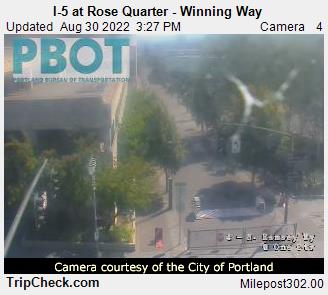 I-5 at Rose Quarter - Winning Way
Updated  Aug 30 2022  3:27 PM
Camera   4
PBOT
PORTLAND BUREAU OF TRANSPORTATION
Camera courtesy of the City of Portland
TripCheck.com
Milepost302.00